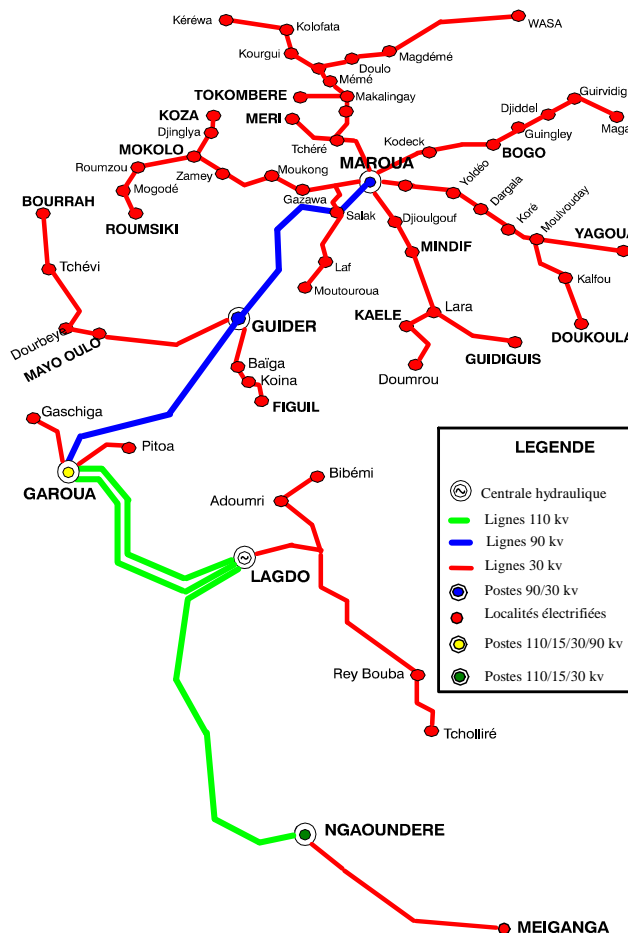 Kéréwa
WASA
Kolofata
Kourgui
Magdémé
Doulo
Mémé
TOKOMBERE
Makalingay
Guirvidig
KOZA
MERI
Djiddel
Maga
Djinglya
Guingley
Tchéré
Kodeck
BOGO
MOKOLO
MAROUA
Roumzou
Zamey
Moukong
Yoldéo
Mogodé
Gazawa
Dargala
BOURRAH
Salak
Koré
Moulvouday
ROUMSIKI
Djioulgouf
YAGOUA
MINDIF
Tchévi
Laf
Kalfou
Moutouroua
KAELE
Lara
GUIDER
DOUKOULA
Dourbeye
MAYO OULO
GUIDIGUIS
Baïga
Doumrou
Koina
FIGUIL
Gaschiga
Pitoa
GAROUA
Bibémi
Adoumri
LAGDO
Rey Bouba
Tcholliré
NGAOUNDERE
MEIGANGA
LEGENDE
Centrale hydraulique
Lignes 110 kv
Lignes 90 kv
Lignes 30 kv
Postes 90/30 kv
Localités électrifiées
Postes 110/15/30/90 kv
Postes 110/15/30 kv